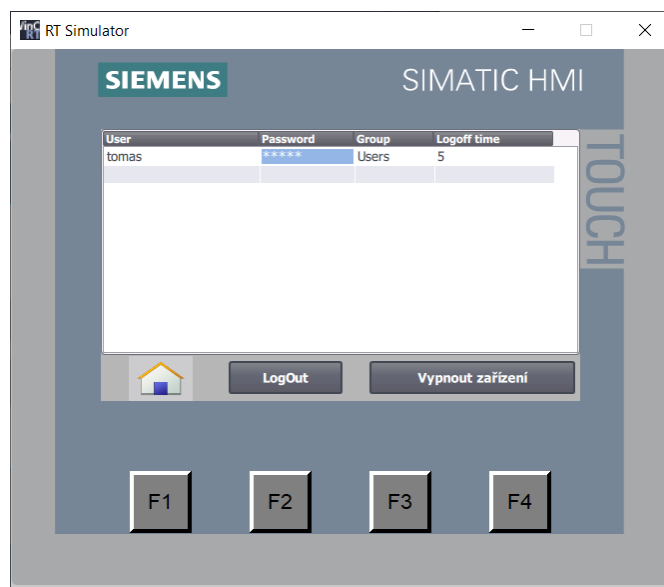 RT Simulator
SIEMENS
SIMATIC HMI
TOUCH
User Password Group Logoff time
tomas ***** Users 5
LogOut Vypnout zařízení
F1 F2 F3 F4